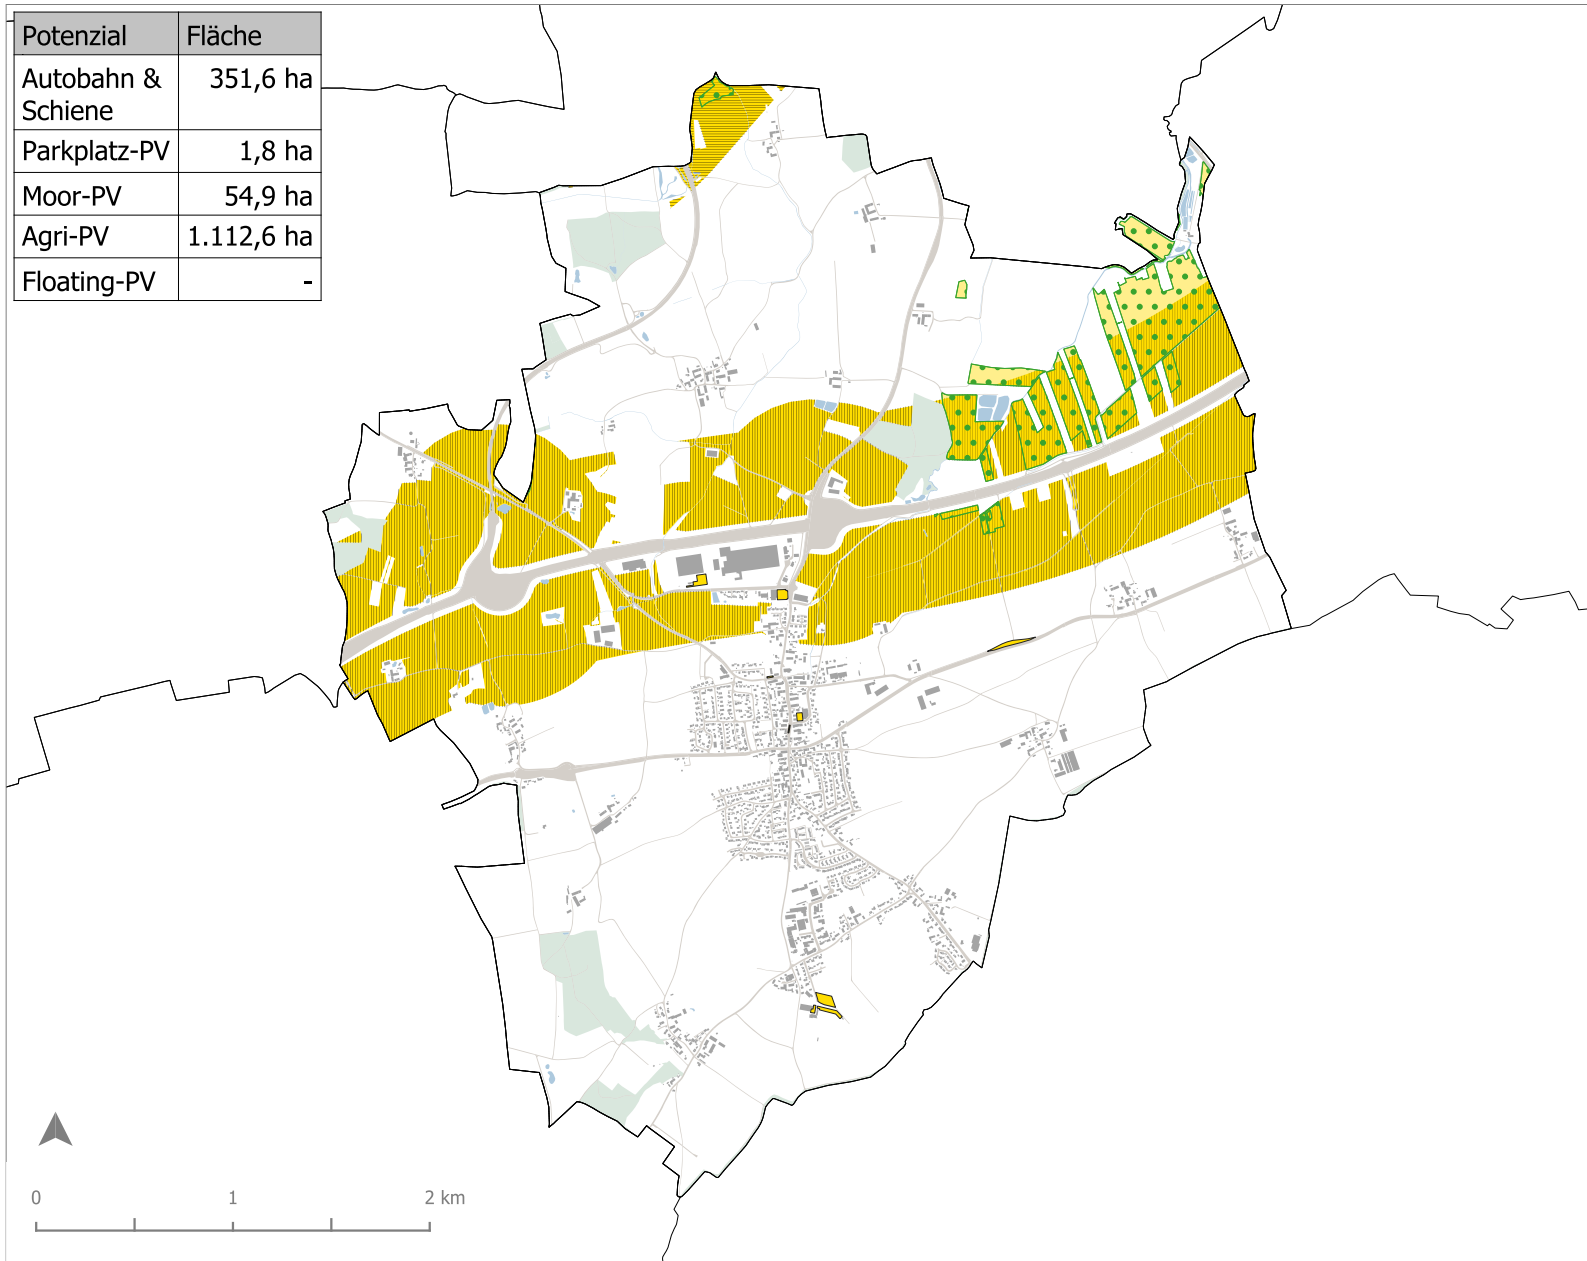 Potenzial Fläche
Autobahn & 351,6 ha
Schiene
Parkplatz-PV 1,8 ha
Moor-PV 54,9 ha
Agri-PV 1.112,6 ha
Floating-PV -
0 1 2 km